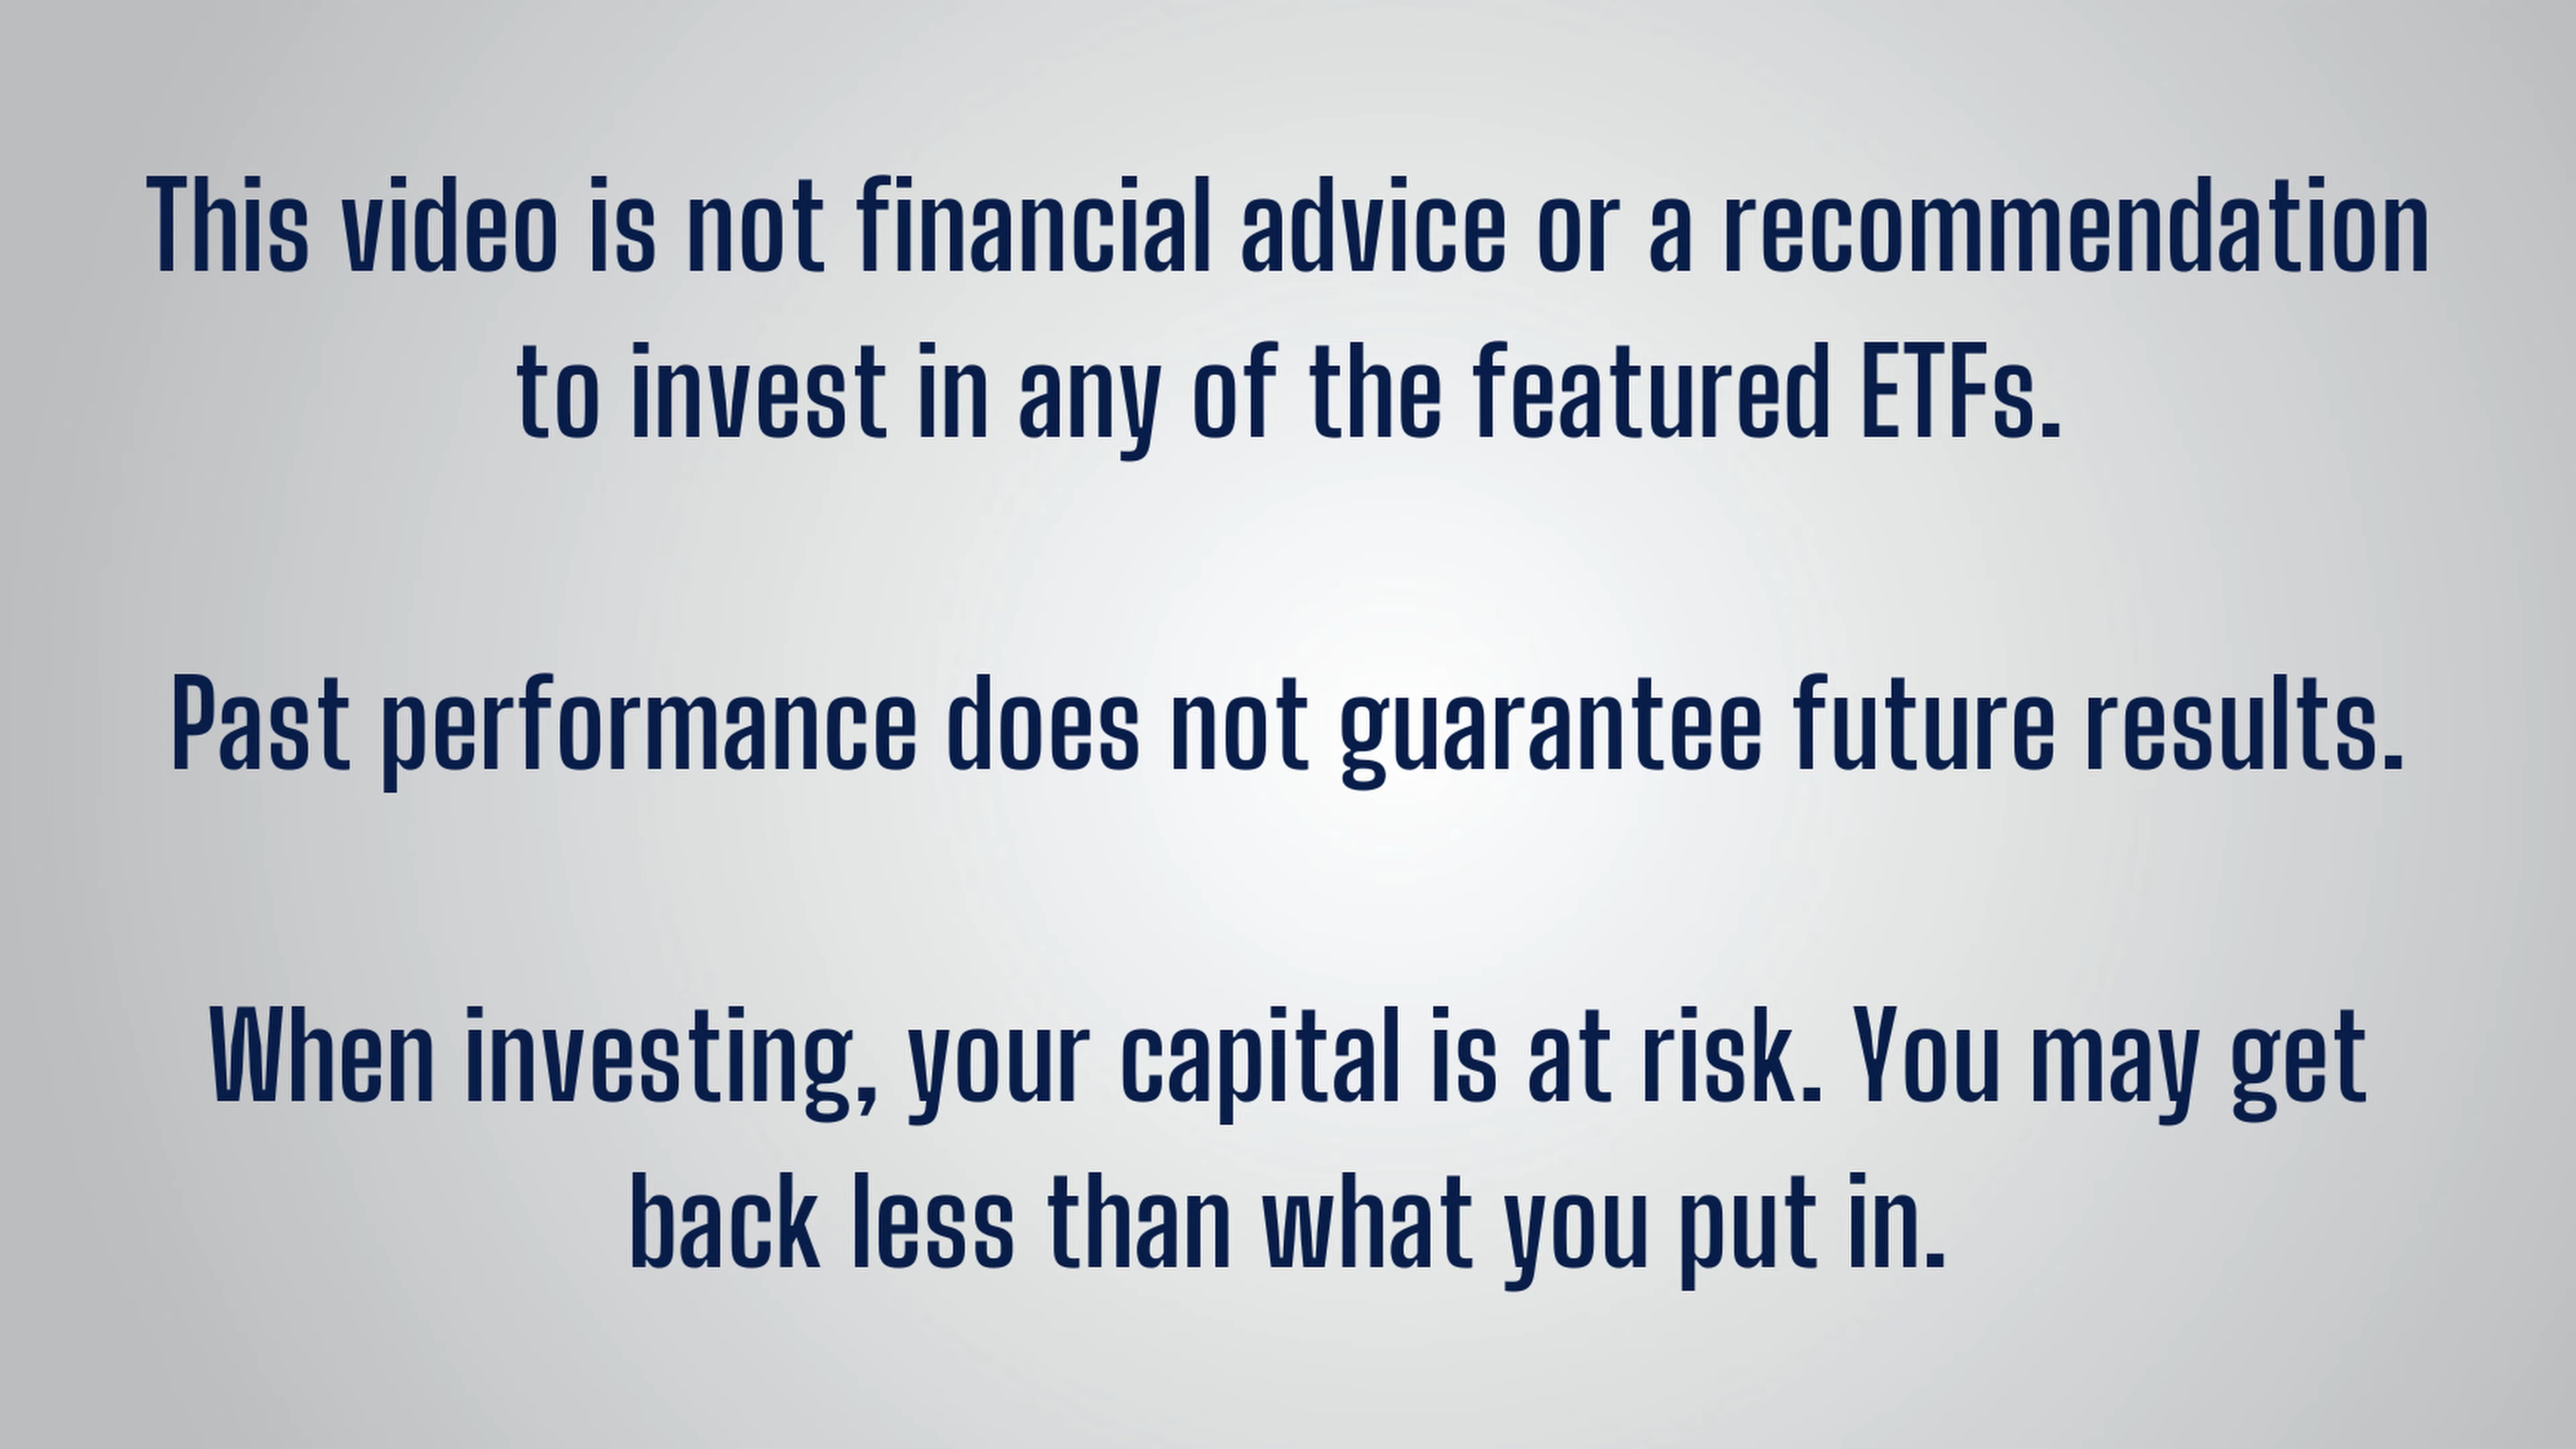 This video is not financial advice or a recommendation
to invest in any of the featured ETFs.
Past performance does not guarantee future results.
When investing, your capital is at risk. You may get
back less than what you put in.